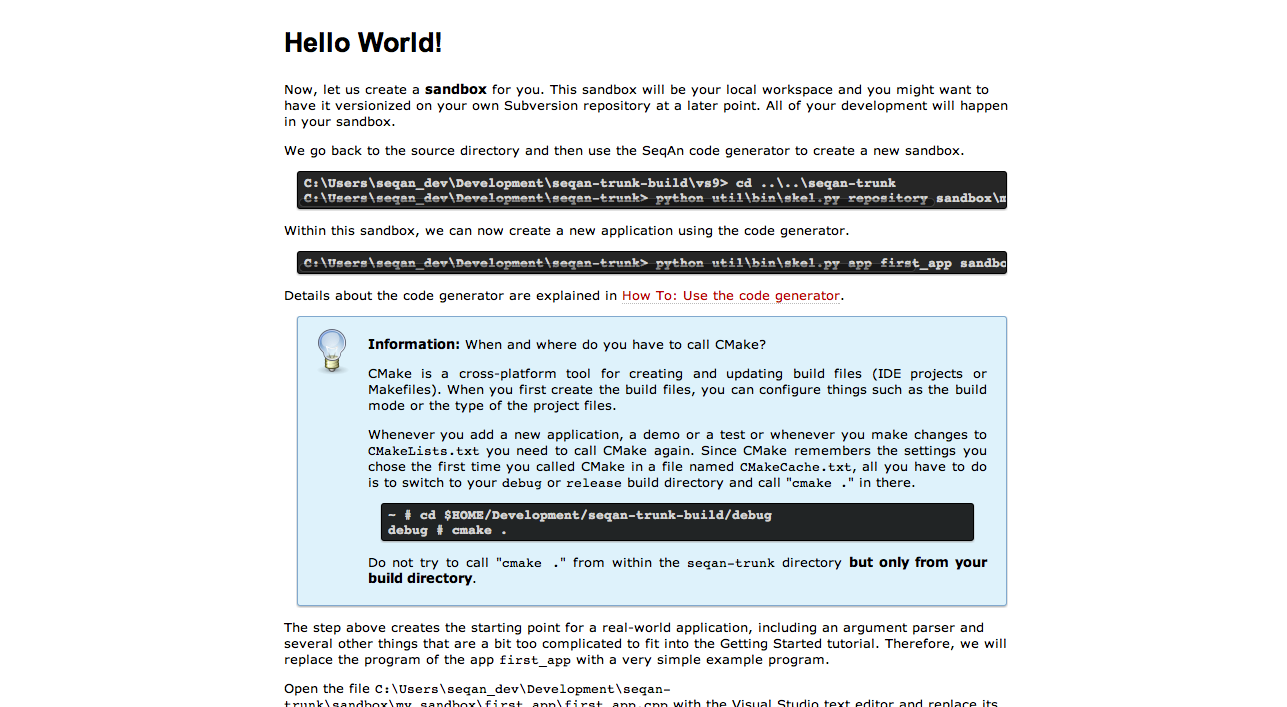 Hello World!
Now, let us create a sandbox for you. This sandbox will be your local workspace and you might want to
have it versionized on your own Subversion repository at a later point. All of your development will happen
in your sandbox.
We go back to the source directory and then use the SeqAn code generator to create a new sandbox.
C:\Users\seqan_dev\Development\seqan-trunk-build\vs9> cd ..\..\seqan-trunk
C:\Users\seqan_dev\Development\seqan-trunk> python util\bin\skel.py repository sandbox\m
Within this sandbox, we can now create a new application using the code generator.
C:\Users\seqan_dev\Development\seqan-trunk> python util\bin\skel.py app first_app sandbo
Details about the code generator are explained in How To: Use the code generator.
Information: When and where do you have to call CMake?
CMake is a cross-platform tool for creating and updating build files (IDE projects or
Makefiles). When you first create the build files, you can configure things such as the build
mode or the type of the project files.
Whenever you add a new application, a demo or a test or whenever you make changes to
CMakeLists.txt you need to call CMake again. Since CMake remembers the settings you
chose the first time you called CMake in a file named CMakeCache.txt, all you have to do
is to switch to your debug or release build directory and call "cmake ." in there.
~ # cd $HOME/Development/seqan-trunk-build/debug
debug # cmake .
Do not try to call "cmake ." from within the seqan-trunk directory but only from your
build directory.
The step above creates the starting point for a real-world application, including an argument parser and
several other things that are a bit too complicated to fit into the Getting Started tutorial. Therefore, we will
replace the program of the app first_app with a very simple example program.
Open the file C:\Users\seqan_dev\Development\seqan-
trunk\sandbox\my_sandbox\first_app\first_app.cpp with the Visual Studio text editor and replace its